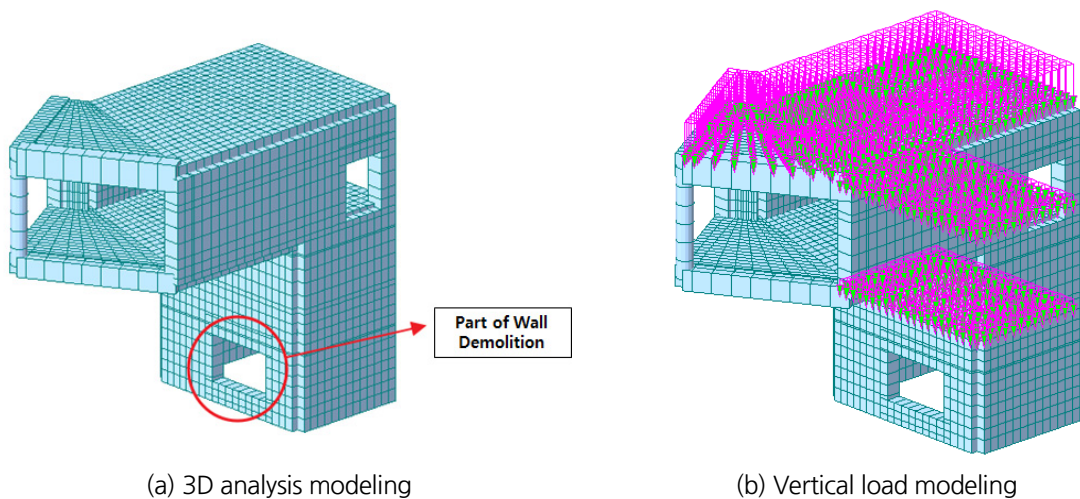 Part of Wall
Demolition
(a) 3D analysis modeling
(b) Vertical load modeling